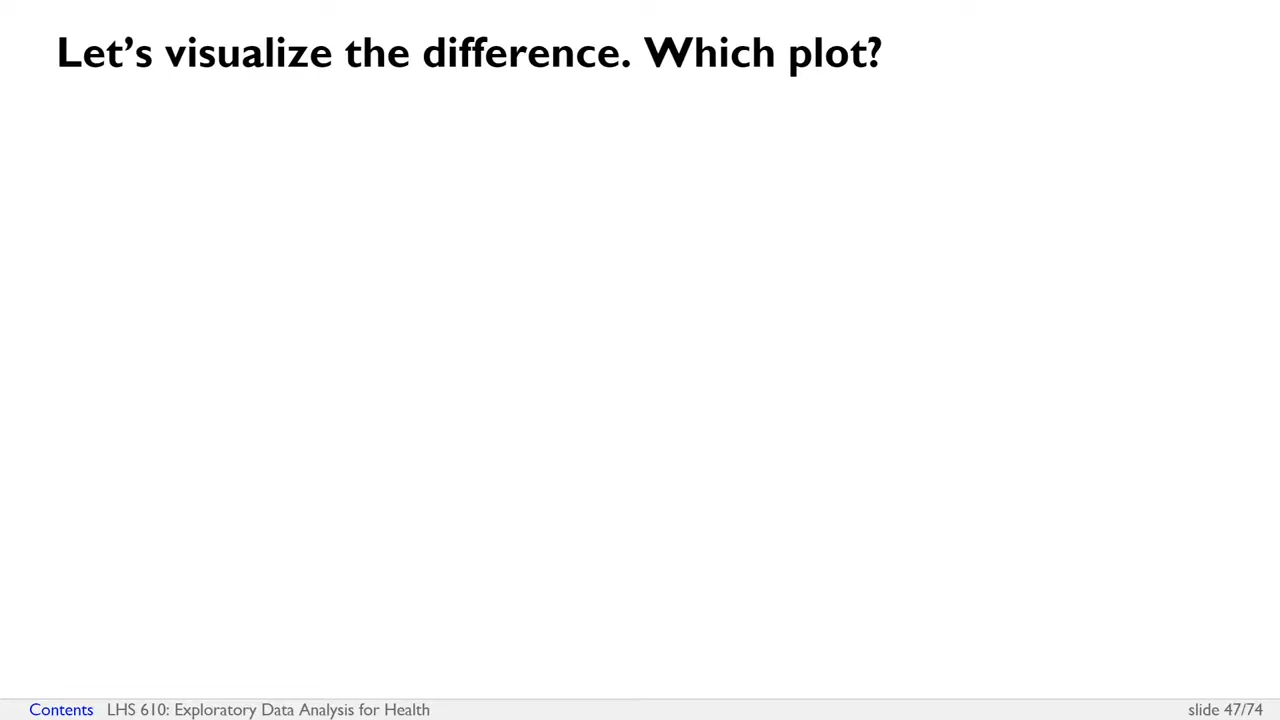 Let’s visualize the difference. Which plot?
Contents LHS 610: Exploratory Data Analysis for Health slide 47/74